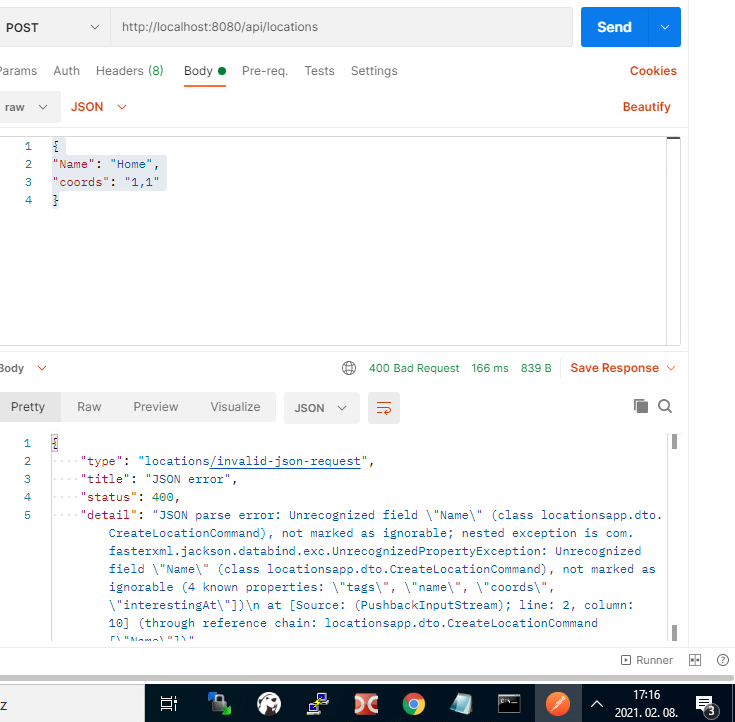 POST http://localhost:8080/api/locations Send
Params Auth Headers (8) Body Pre-req. Tests Settings Cookies
raw JSON Beautify
1 {
2 "Name": "Home",
3 "coords": "1,1"
4 }
Body 400 Bad Request 166 ms 839 B Save Response
Pretty Raw Preview Visualize JSON
1 {
2 "type": "locations/invalid-json-request",
3 "title": "JSON error",
4 "status": 400,
5 "detail": "JSON parse error: Unrecognized field \"Name\" (class locationsapp.dto.
CreateLocationCommand), not marked as ignorable; nested exception is com.
fasterxml.jackson.databind.exc.UnrecognizedPropertyException: Unrecognized
field \"Name\" (class locationsapp.dto.CreateLocationCommand), not marked as
ignorable (4 known properties: \"tags\", \"name\", \"coords\",
\"interestingAt\"])\n at [Source: (PushbackInputStream); line: 2, column:
10] (through reference chain: locationsapp.dto.CreateLocationCommand
[\"Name\"])"
Runner
z 17:16
2021. 02. 08. 3